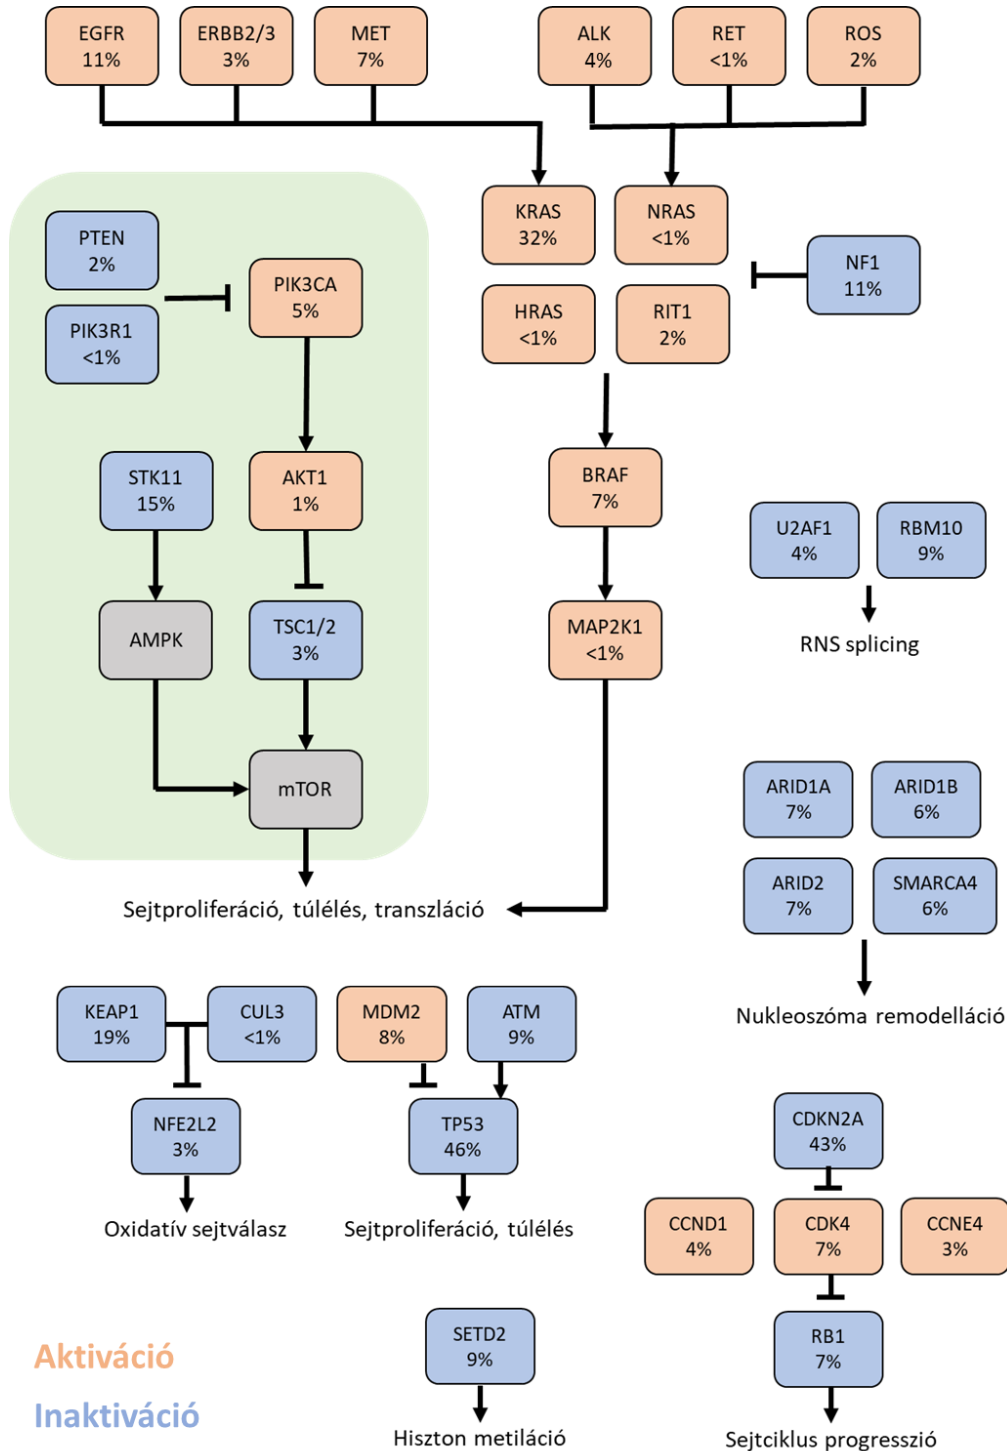 EGFR
11%
ERBB2/3
3%
MET
7%
ALK
4%
RET
<1%
ROS
2%
KRAS
32%
NRAS
<1%
HRAS
<1%
RIT1
2%
NF1
11%
PTEN
2%
PIK3R1
<1%
PIK3CA
5%
STK11
15%
AKT1
1%
AMPK
TSC1/2
3%
mTOR
BRAF
7%
MAP2K1
<1%
Sejtproliferáció, túlélés, transzláció
U2AF1
4%
RBM10
9%
RNS splicing
ARID1A
7%
ARID1B
6%
ARID2
7%
SMARCA4
6%
Nukleoszóma remodelláció
KEAP1
19%
CUL3
<1%
NFE2L2
3%
Oxidatív sejtválasz
MDM2
8%
ATM
9%
TP53
46%
Sejtproliferáció, túlélés
CDKN2A
43%
CCND1
4%
CDK4
7%
CCNE4
3%
RB1
7%
Sejtciklus progresszió
SETD2
9%
Hiszton metiláció
Aktiváció
Inaktiváció